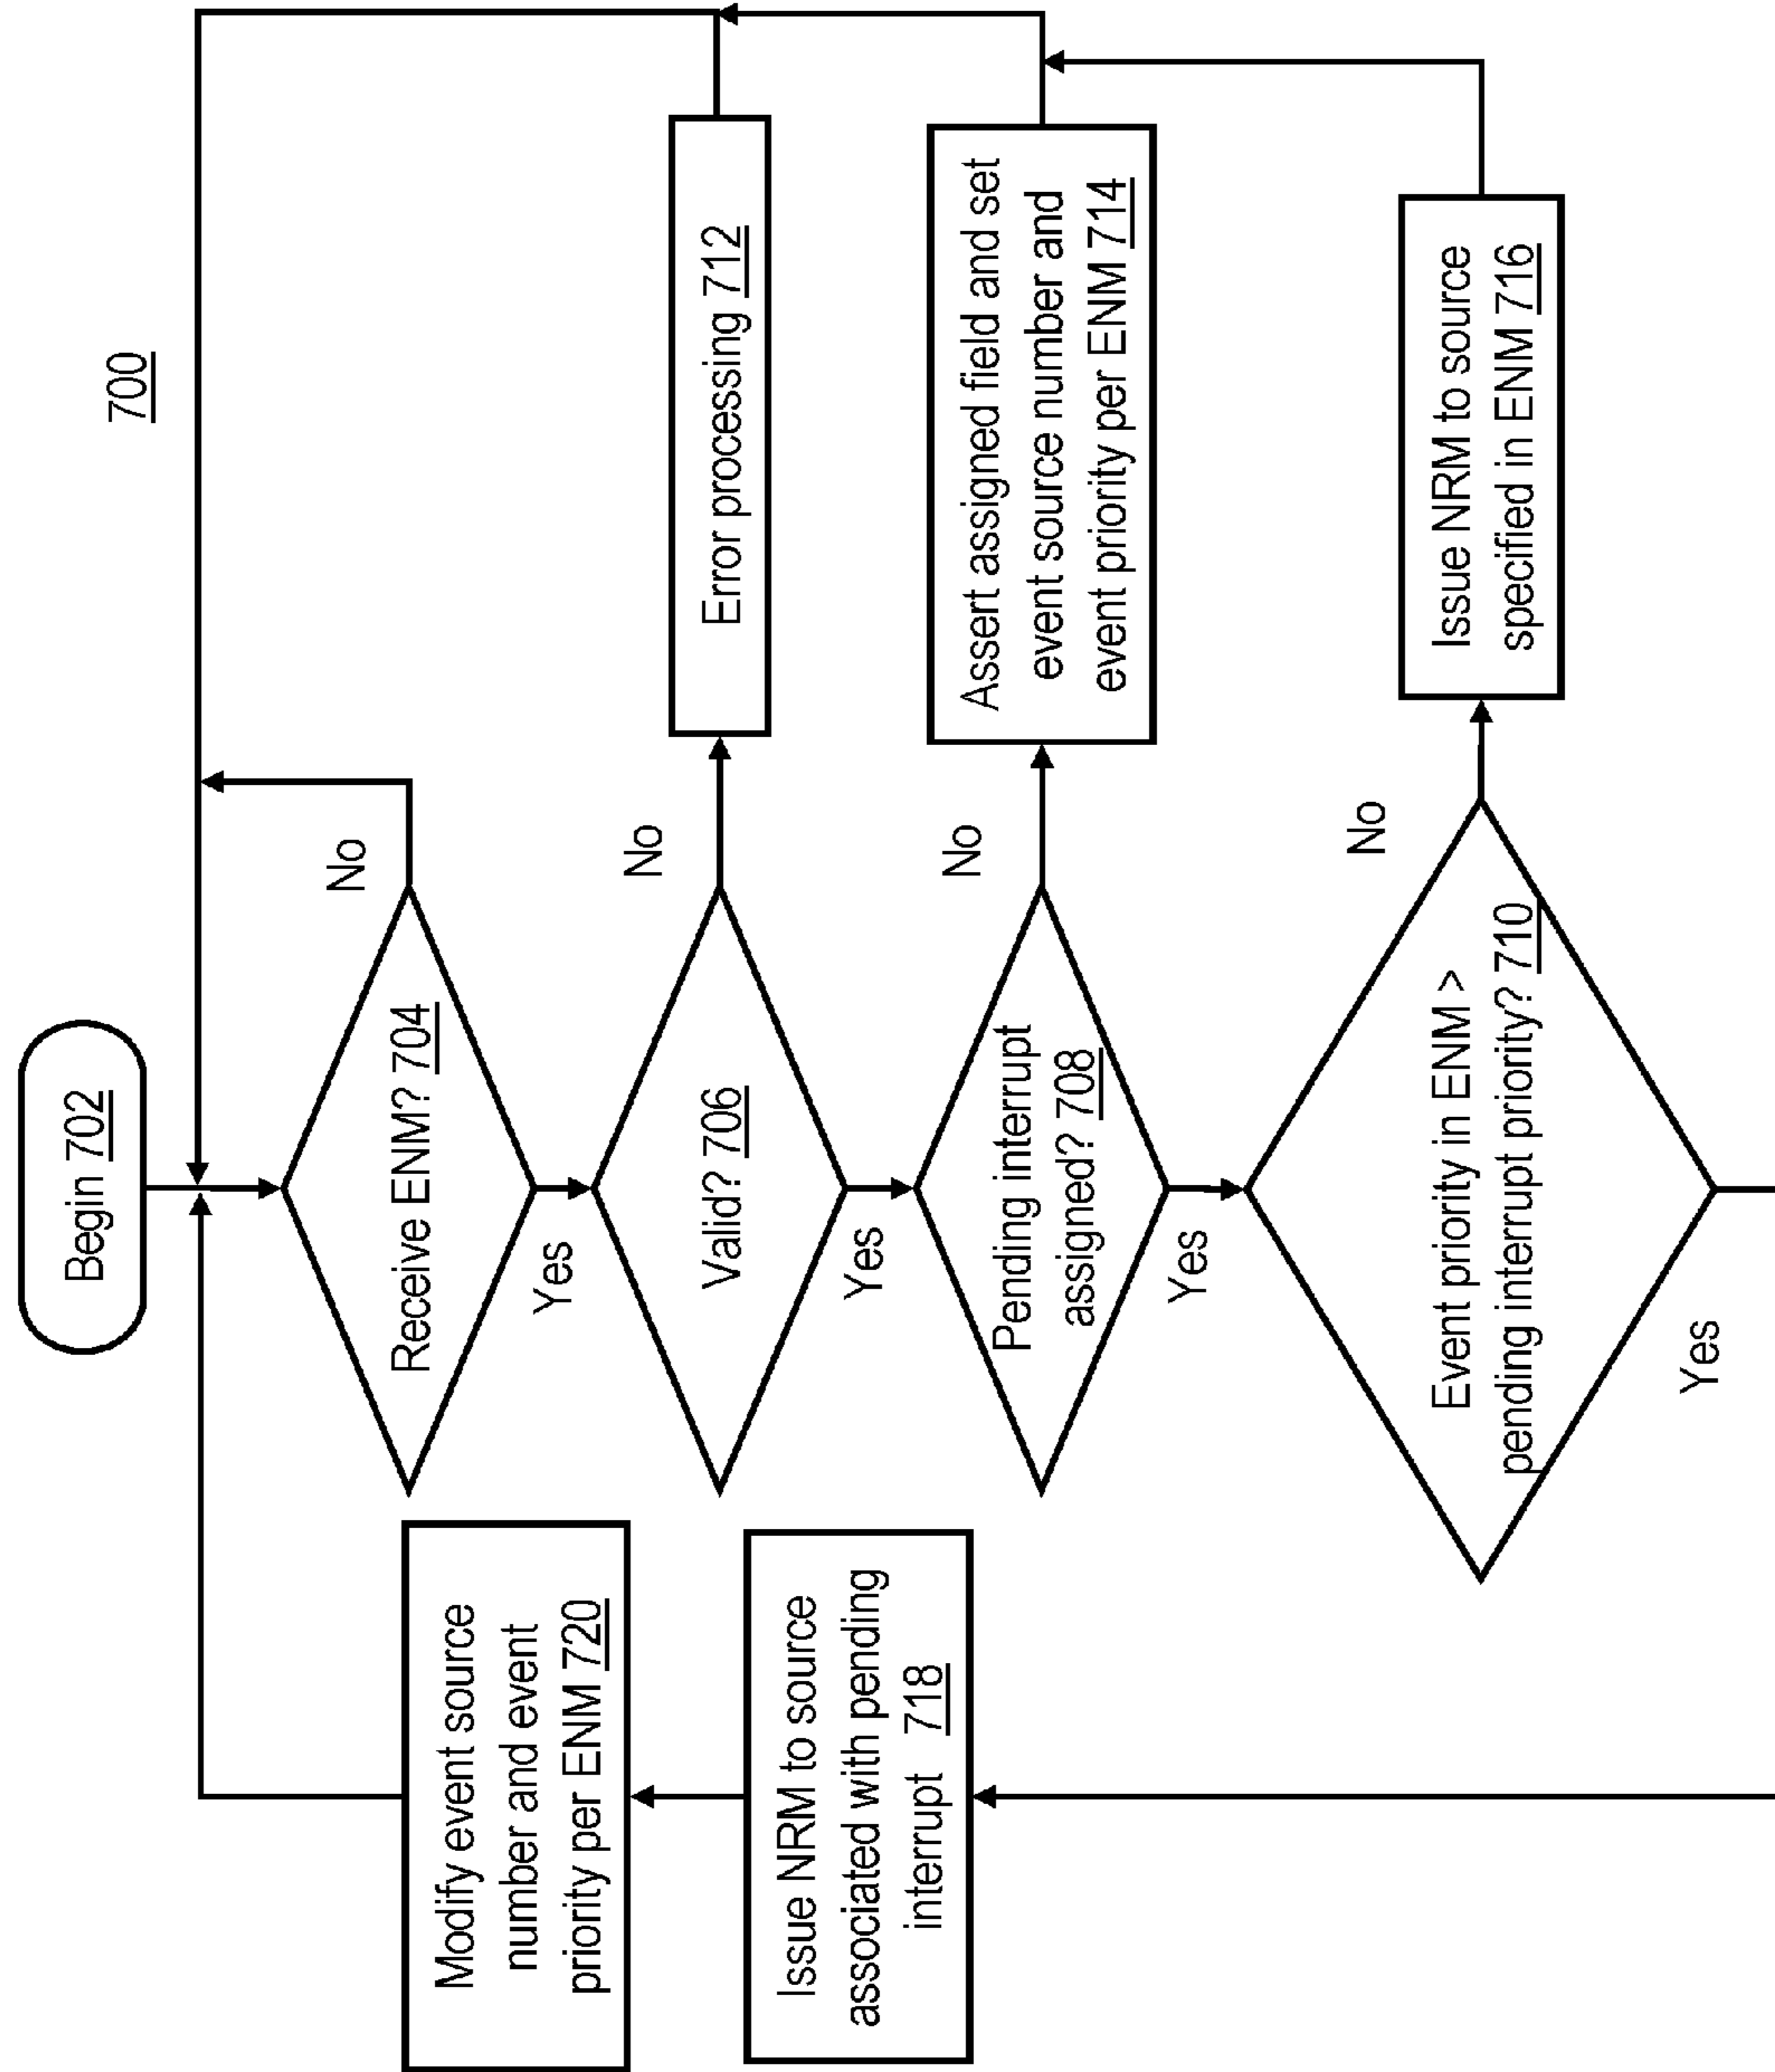 700
Begin 702
Receive ENM? 704
No
Yes
Valid? 706
No
Yes
Error processing 712
Pending interrupt
assigned? 708
No
Yes
Assert assigned field and set
event source number and
event priority per ENM 714
Event priority in ENM >
pending interrupt priority? 710
No
Yes
Issue NRM to source
specified in ENM 716
Issue NRM to source
associated with pending
interrupt 718
Modify event source
number and event
priority per ENM 720